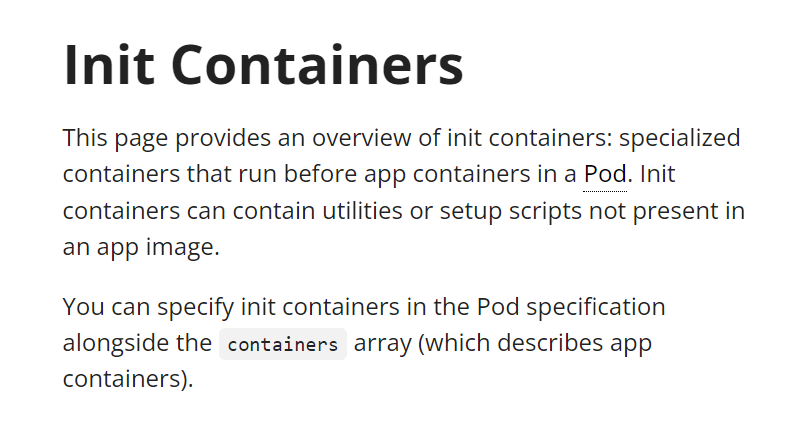 Init Containers
This page provides an overview of init containers: specialized
containers that run before app containers in a Pod. Init
containers can contain utilities or setup scripts not present in
an app image.
You can specify init containers in the Pod specification
alongside the containers array (which describes app
containers).